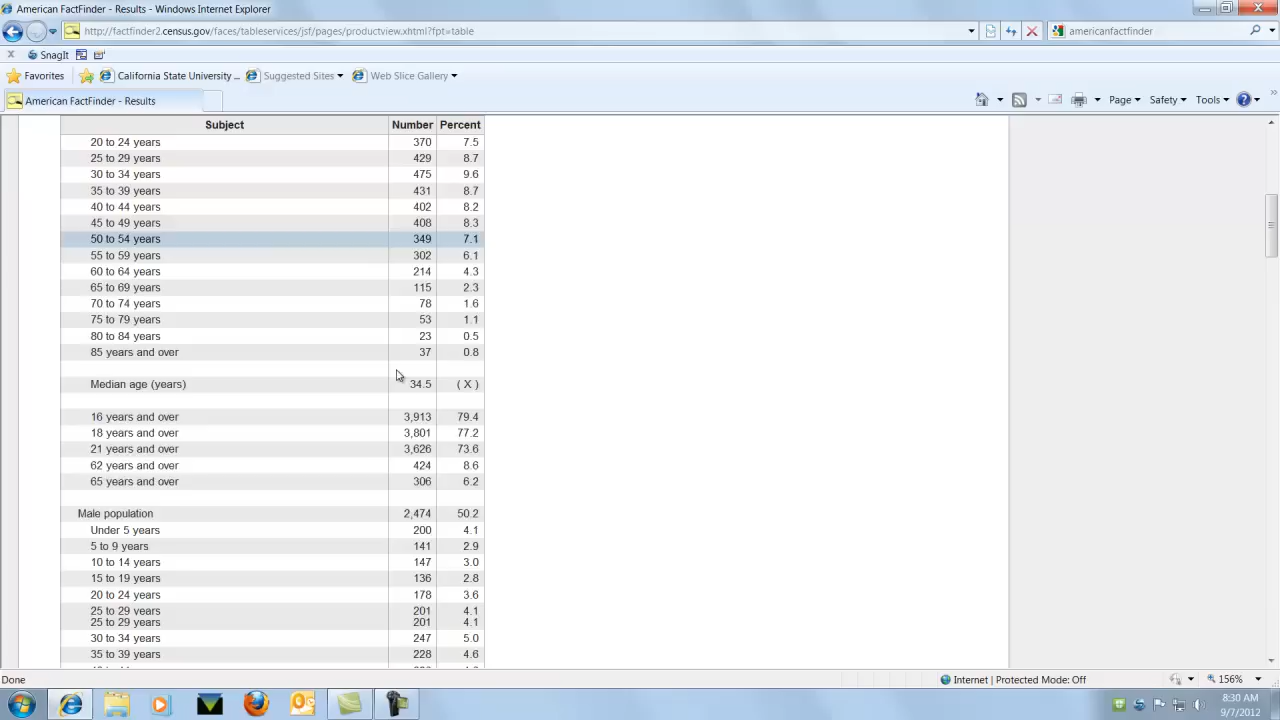 American FactFinder - Results - Windows Internet Explorer
http://factfinder2.census.gov/faces/tableservices/jsf/pages/productview.xhtml?fpt=table
americanfactfinder
x SnagIt
Favorites California State University ... Suggested Sites Web Slice Gallery
American FactFinder - Results Page Safety Tools
Subject Number Percent
20 to 24 years 370 7.5
25 to 29 years 429 8.7
30 to 34 years 475 9.6
35 to 39 years 431 8.7
40 to 44 years 402 8.2
45 to 49 years 408 8.3
50 to 54 years 349 7.1
55 to 59 years 302 6.1
60 to 64 years 214 4.3
65 to 69 years 115 2.3
70 to 74 years 78 1.6
75 to 79 years 53 1.1
80 to 84 years 23 0.5
85 years and over 37 0.8
Median age (years) 34.5 ( X )
16 years and over 3,913 79.4
18 years and over 3,801 77.2
21 years and over 3,626 73.6
62 years and over 424 8.6
65 years and over 306 6.2
Male population 2,474 50.2
Under 5 years 200 4.1
5 to 9 years 141 2.9
10 to 14 years 147 3.0
15 to 19 years 136 2.8
20 to 24 years 178 3.6
25 to 29 years 201 4.1
25 to 29 years 201 4.1
30 to 34 years 247 5.0
35 to 39 years 228 4.6
Done Internet | Protected Mode: Off 156%
8:30 AM
9/7/2012